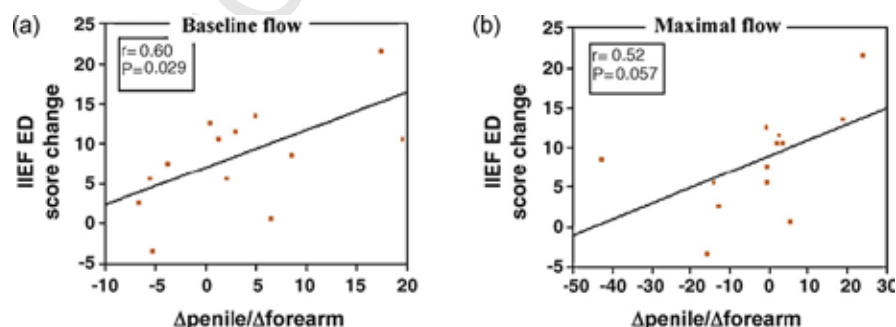 (a) Baseline flow
r= 0.60
P=0.029
IIEF ED
score change
25
20
15
10
5
0
-5
-10 -5 0 5 10 15 20
Δpenile/Δforearm
(b) Maximal flow
r= 0.52
P=0.057
IIEF ED
score change
25
20
15
10
5
0
-5
-50 -40 -30 -20 -10 0 10 20 30
Δpenile/Δforearm